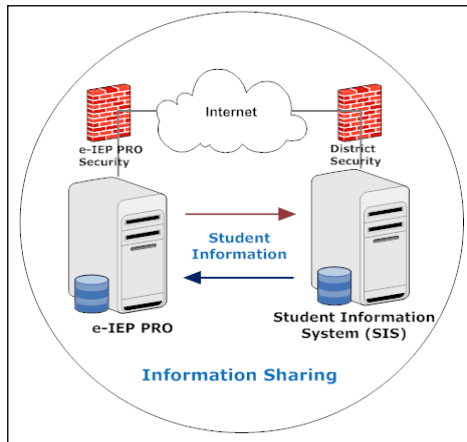 Internet
e-IEP PRO
Security
District
Security
Student
Information
e-IEP PRO
Student Information
System (SIS)
Information Sharing